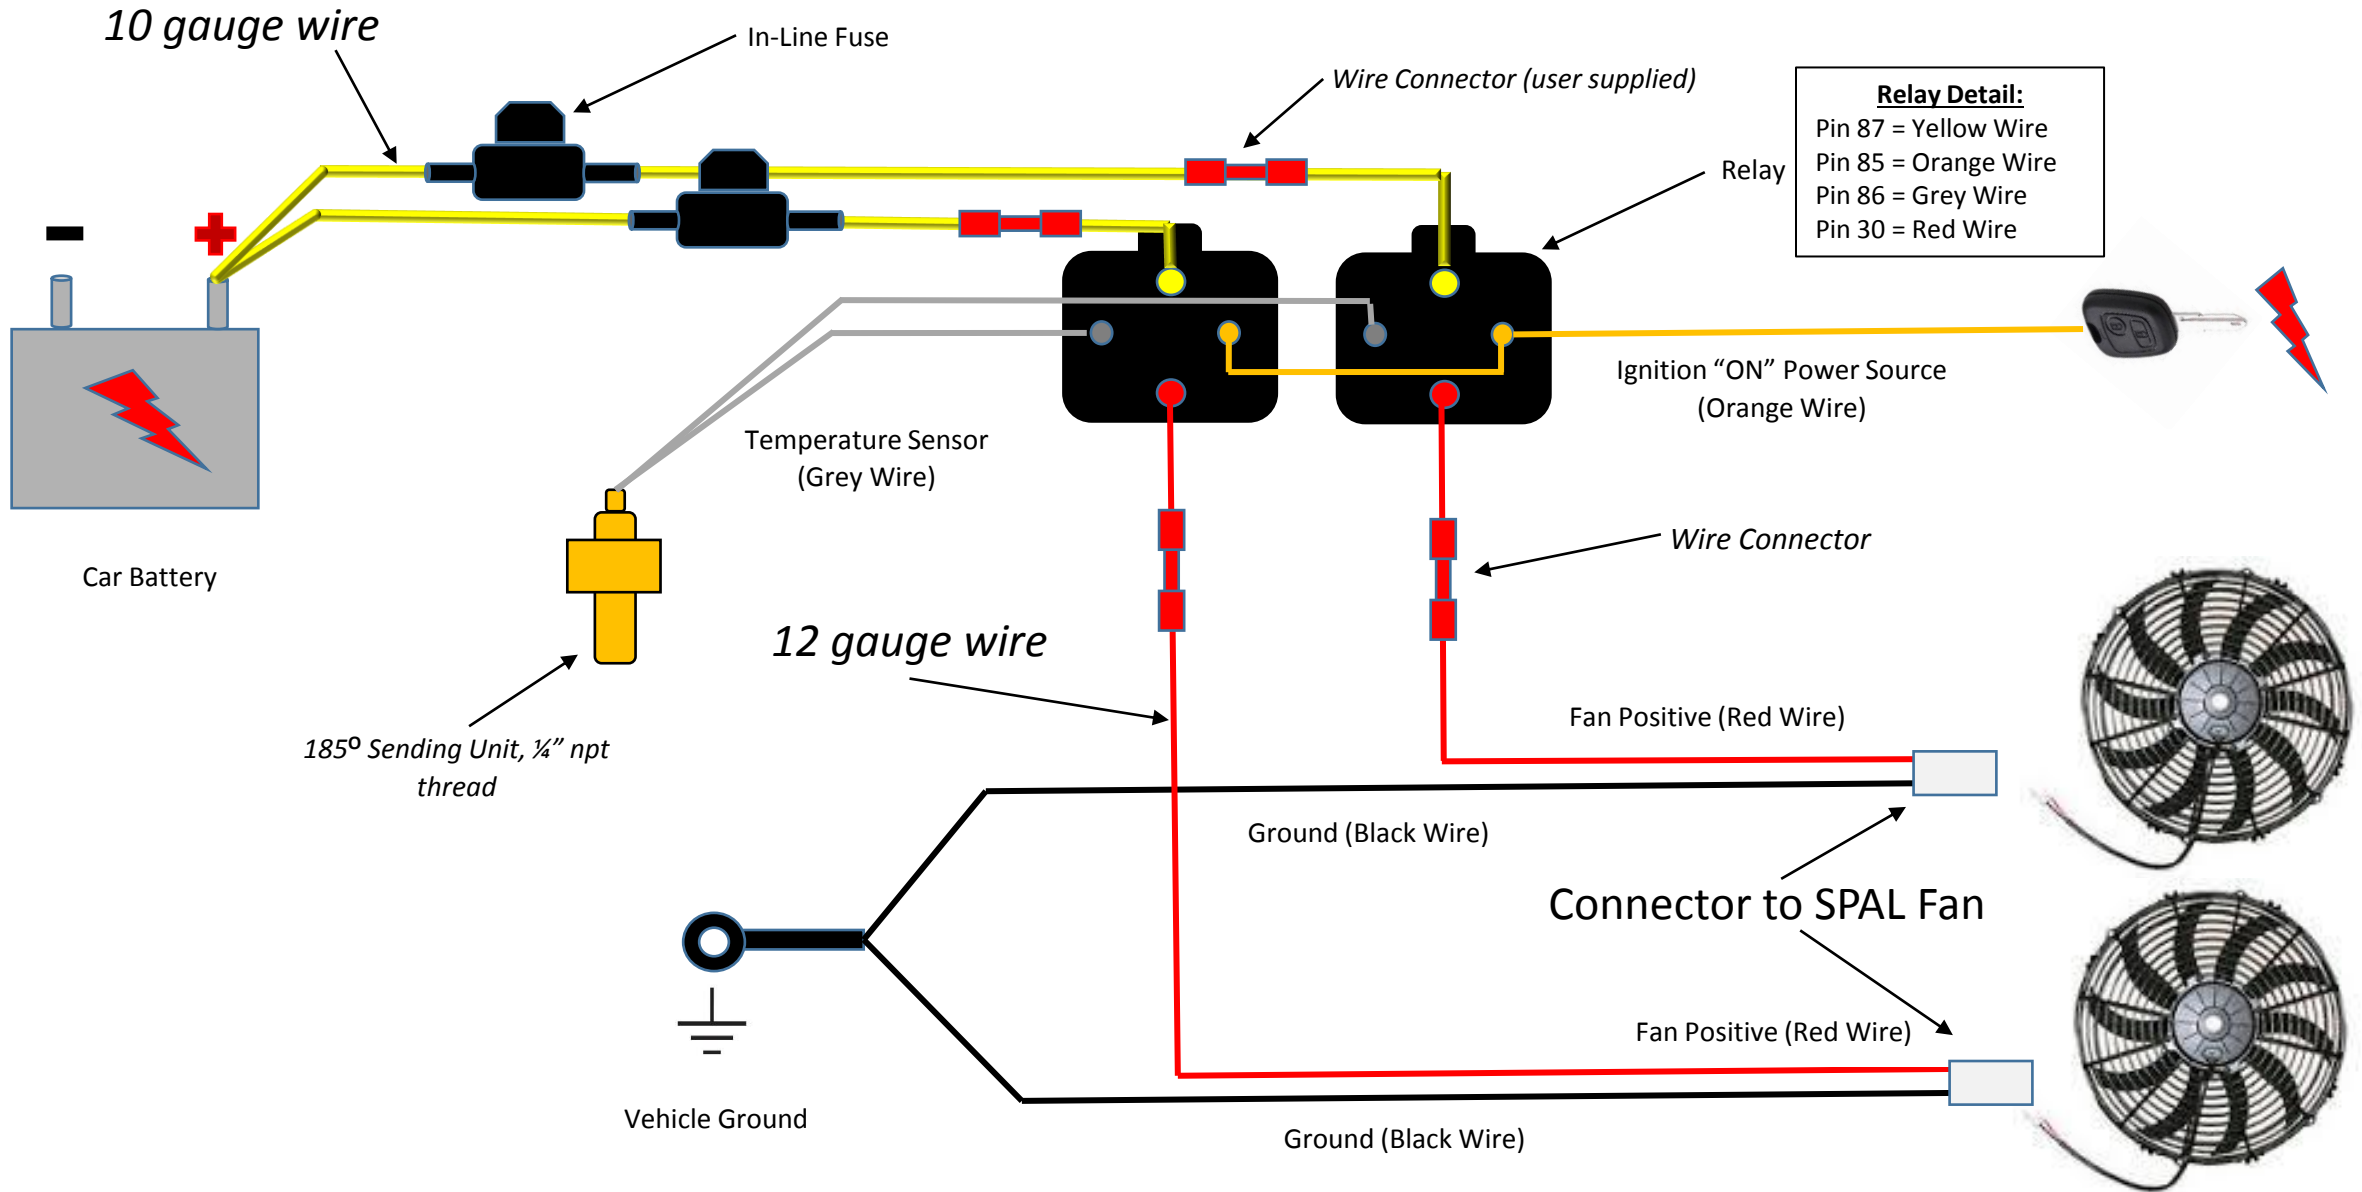 10 gauge wire
In-Line Fuse
Wire Connector (user supplied)
Relay Detail:
Pin 87 = Yellow Wire
Pin 85 = Orange Wire
Pin 86 = Grey Wire
Pin 30 = Red Wire
Relay
Ignition “ON” Power Source
(Orange Wire)
Temperature Sensor
(Grey Wire)
Car Battery
Wire Connector
12 gauge wire
185⁰ Sending Unit, ¼” npt
thread
Fan Positive (Red Wire)
Ground (Black Wire)
Connector to SPAL Fan
Fan Positive (Red Wire)
Vehicle Ground
Ground (Black Wire)